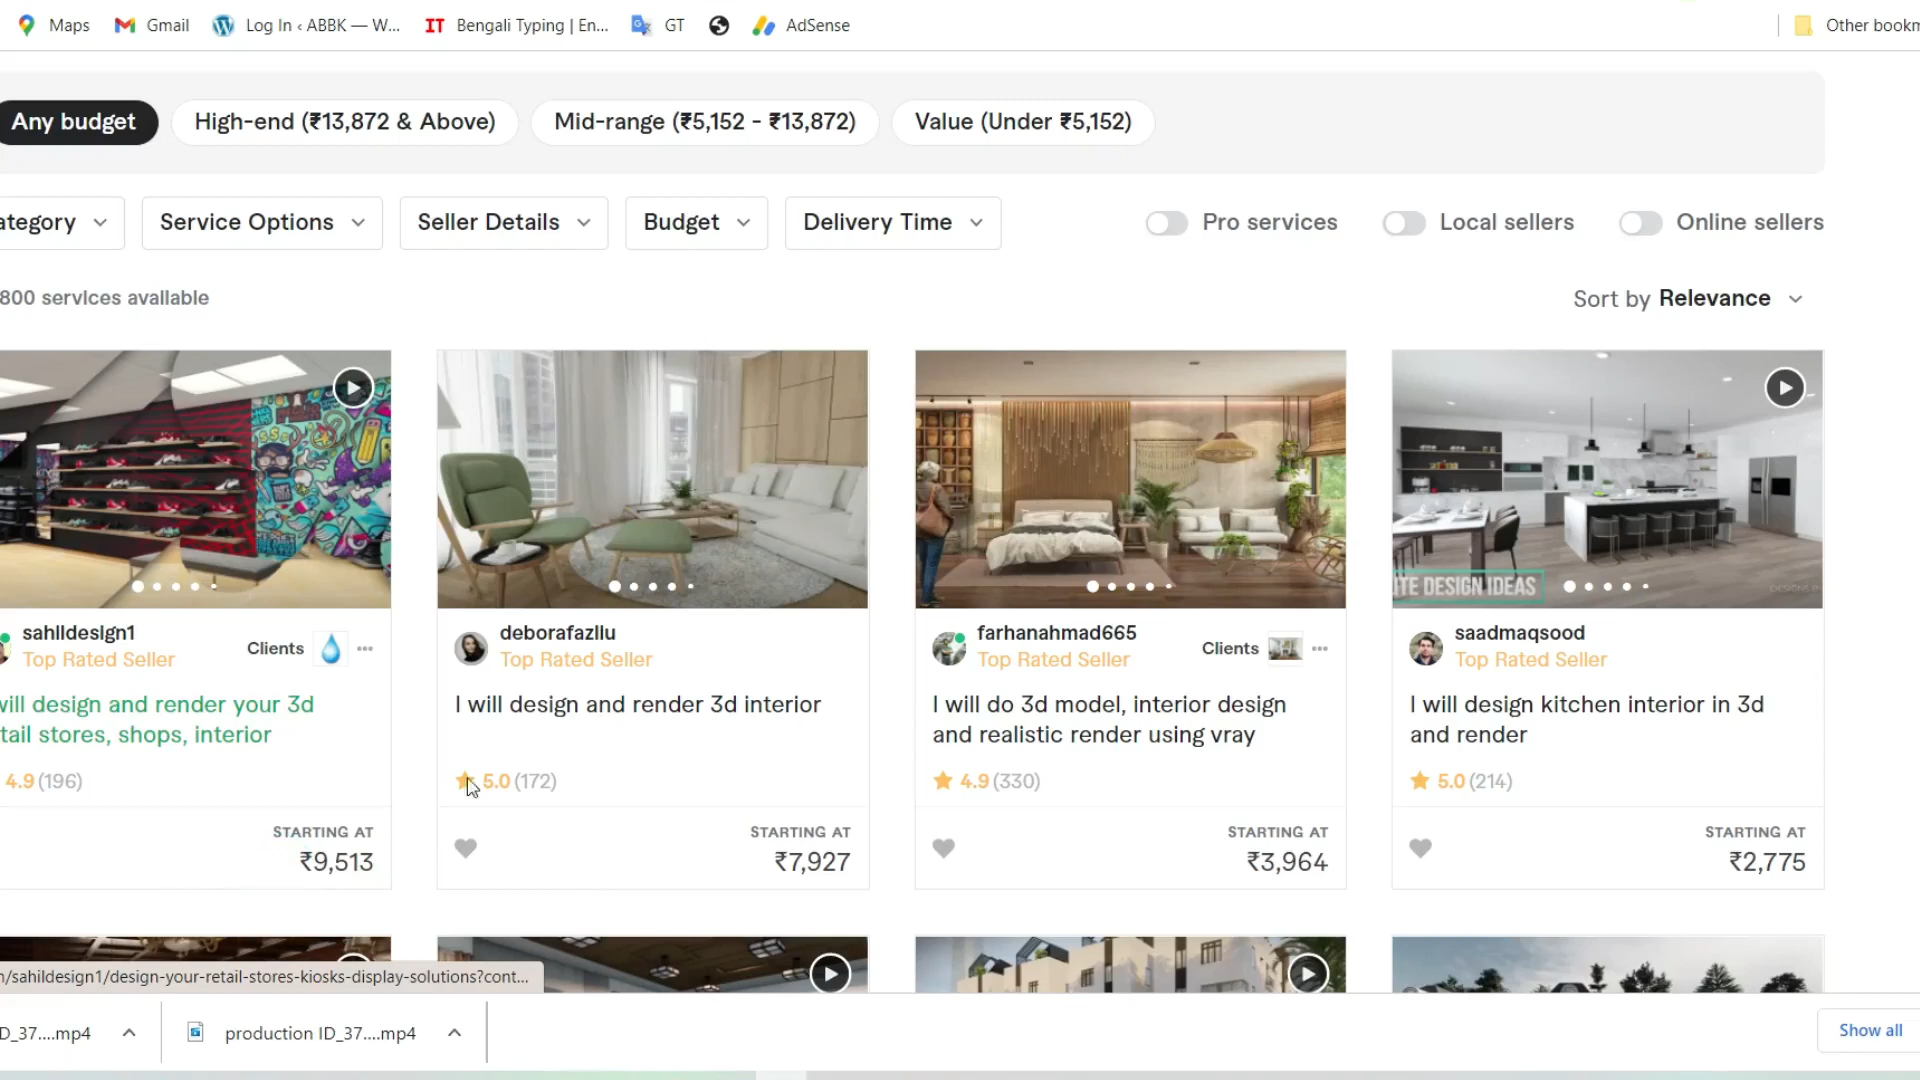 Maps Gmail Log In ‹ ABBK — W... IT Bengali Typing | En... GT AdSense Other bookm
Any budget High-end (₹13,872 & Above) Mid-range (₹5,152 - ₹13,872) Value (Under ₹5,152)
ategory Service Options Seller Details Budget Delivery Time Pro services Local sellers Online sellers
800 services available Sort by Relevance
ITE DESIGN IDEAS
sahildesign1 Clients
Top Rated Seller
will design and render your 3d
tail stores, shops, interior
4.9 (196)
STARTING AT
₹9,513
deborafazliu
Top Rated Seller
I will design and render 3d interior
5.0 (172)
STARTING AT
₹7,927
farhanahmad665 Clients
Top Rated Seller
I will do 3d model, interior design
and realistic render using vray
4.9 (330)
STARTING AT
₹3,964
saadmaqsood
Top Rated Seller
I will design kitchen interior in 3d
and render
5.0 (214)
STARTING AT
₹2,775
/sahildesign1/design-your-retail-stores-kiosks-display-solutions?cont...
D_37....mp4 production ID_37....mp4 Show all